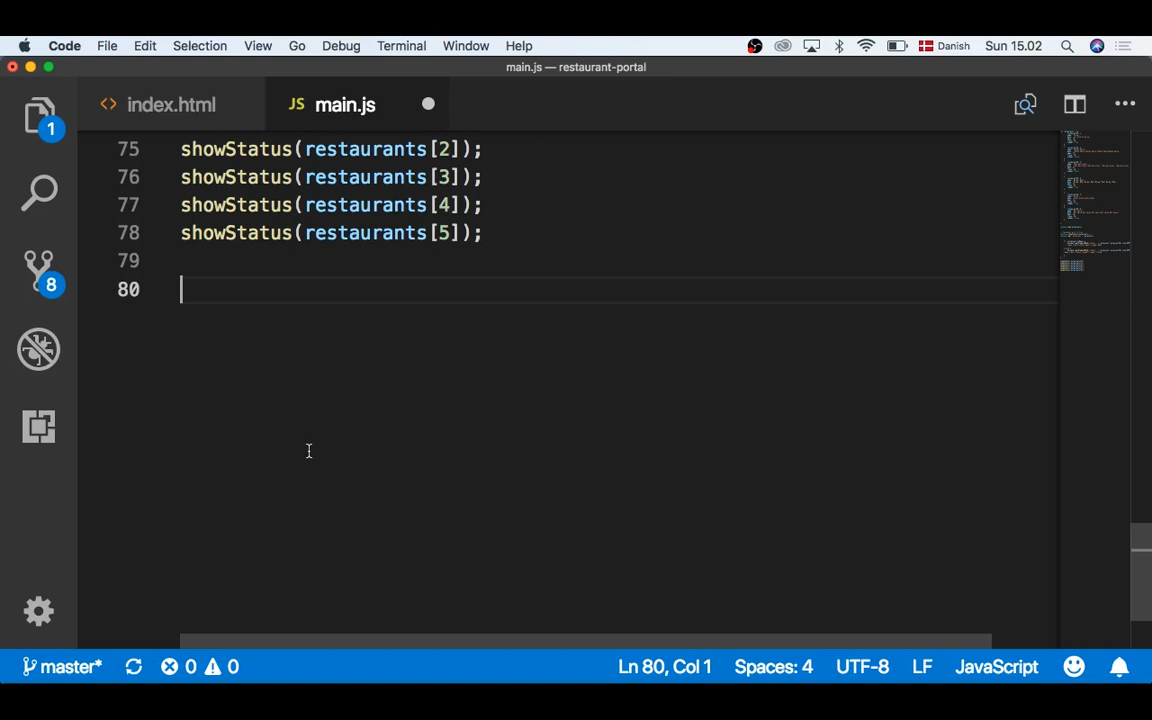 Code File Edit Selection View Go Debug Terminal Window Help Danish Sun 15.02
main.js — restaurant-portal
<> index.html JS main.js
1
75 showStatus(restaurants[2]);
76 showStatus(restaurants[3]);
77 showStatus(restaurants[4]);
78 showStatus(restaurants[5]);
79
80
8
master* 0 0 Ln 80, Col 1 Spaces: 4 UTF-8 LF JavaScript